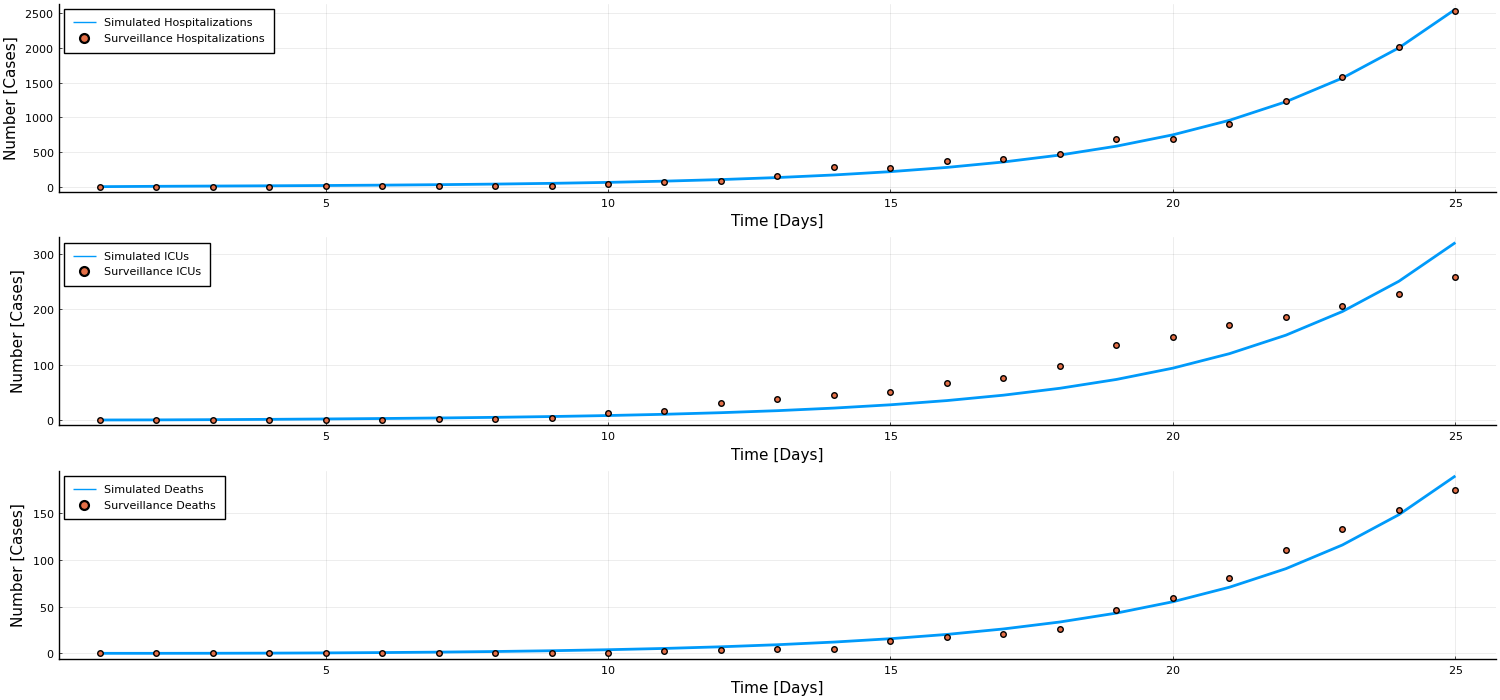 Number [Cases]
2500
2000
1500
1000
500
0
Simulated Hospitalizations
Surveillance Hospitalizations
5
10
15
20
25
Time [Days]
Number [Cases]
300
200
100
0
Simulated ICUs
Surveillance ICUs
5
10
15
20
25
Time [Days]
Number [Cases]
150
100
50
0
Simulated Deaths
Surveillance Deaths
5
10
15
20
25
Time [Days]